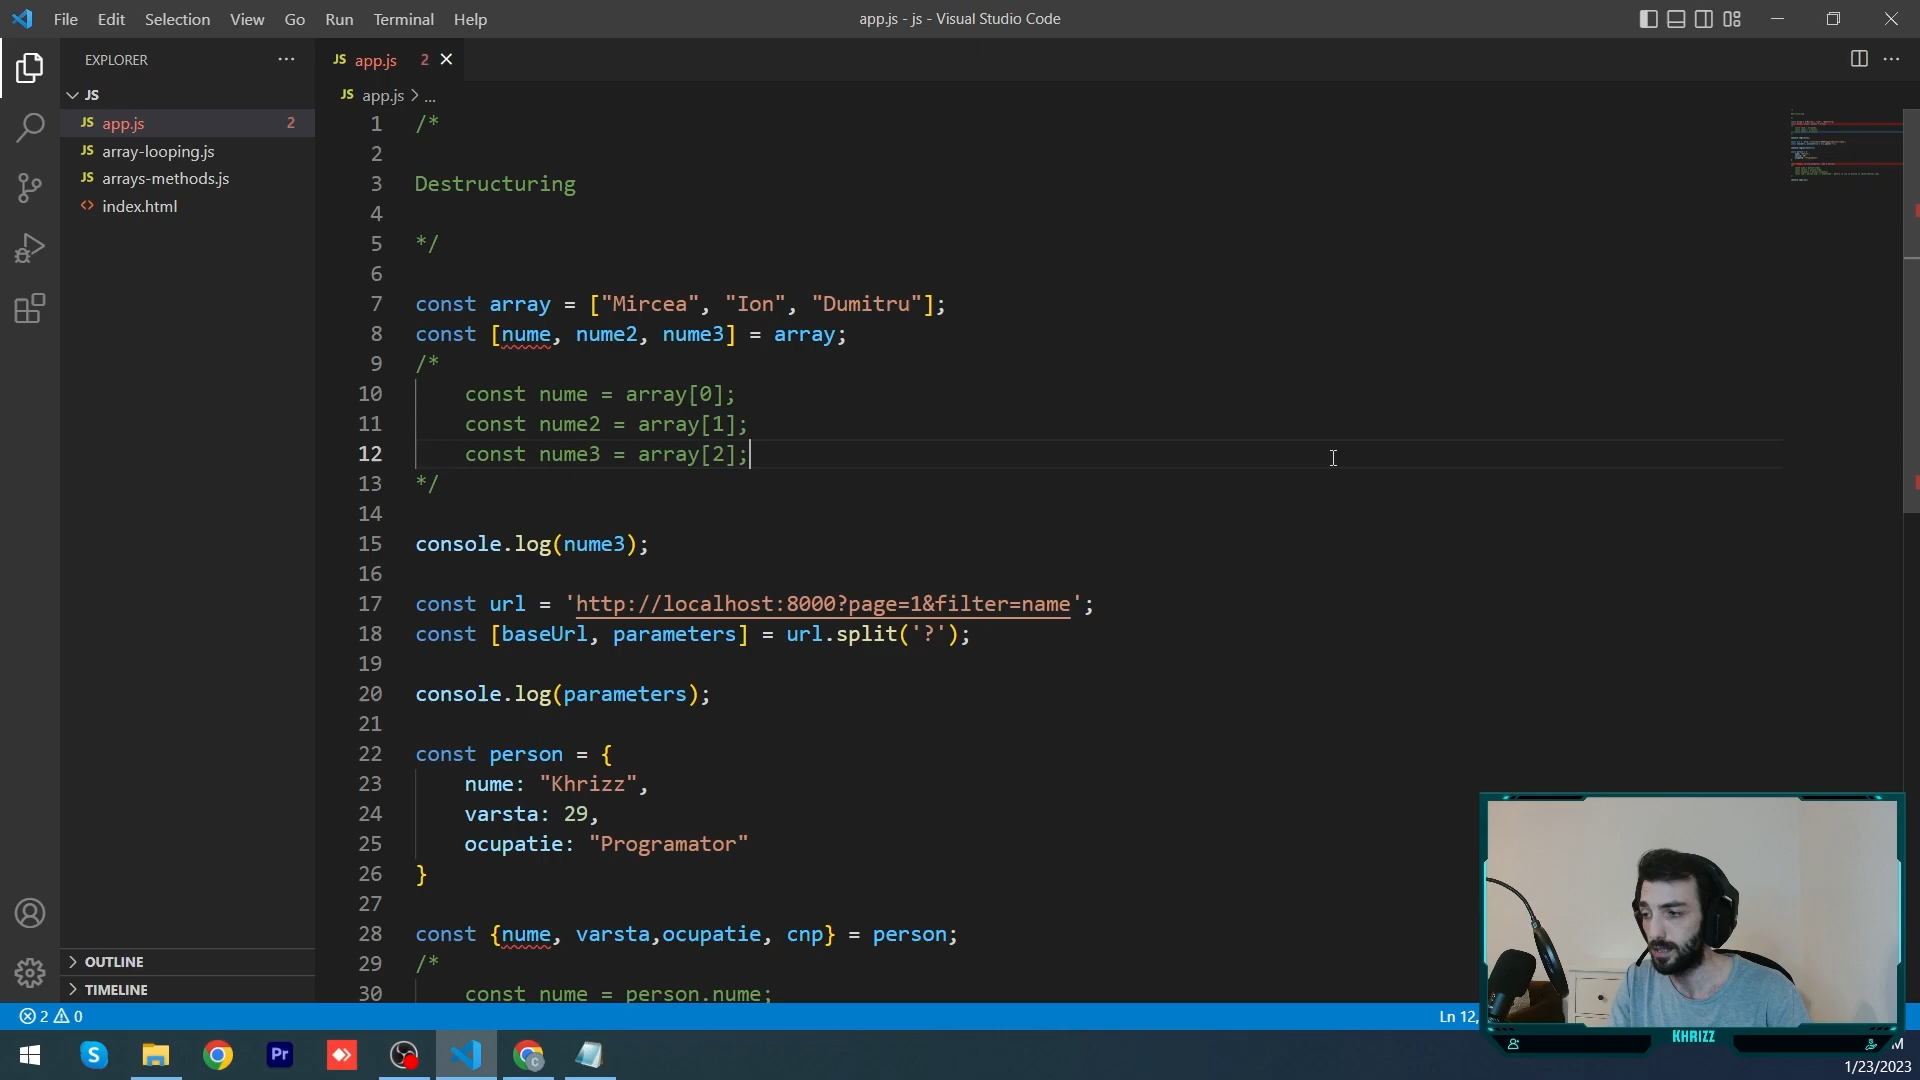 File Edit Selection View Go Run Terminal Help
app.js - js - Visual Studio Code
EXPLORER ···
JS
JS app.js 2
JS array-looping.js
JS arrays-methods.js
<> index.html
OUTLINE
TIMELINE
JS app.js 2
JS app.js > ...
1 /*
2
3 Destructuring
4
5 */
6
7 const array = ["Mircea", "Ion", "Dumitru"];
8 const [nume, nume2, nume3] = array;
9 /*
10 const nume = array[0];
11 const nume2 = array[1];
12 const nume3 = array[2];
13 */
14
15 console.log(nume3);
16
17 const url = 'http://localhost:8000?page=1&filter=name';
18 const [baseUrl, parameters] = url.split('?');
19
20 console.log(parameters);
21
22 const person = {
23 nume: "Khrizz",
24 varsta: 29,
25 ocupatie: "Programator"
26 }
27
28 const {nume, varsta,ocupatie, cnp} = person;
29 /*
30 const nume = person.nume;
2 0
Ln 12,
KHRIZZ
S
Pr
M
1/23/2023